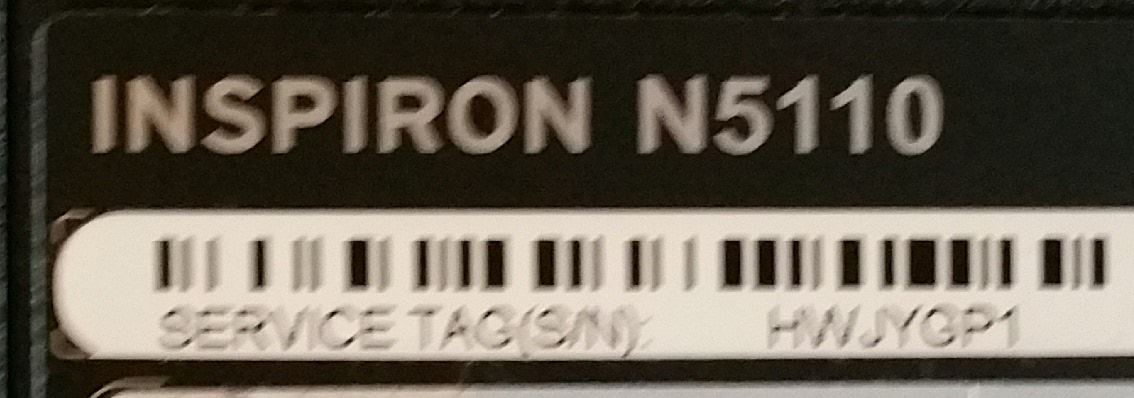 INSPIRON N5110
SERVICE TAG(S/N): HWJYGP1